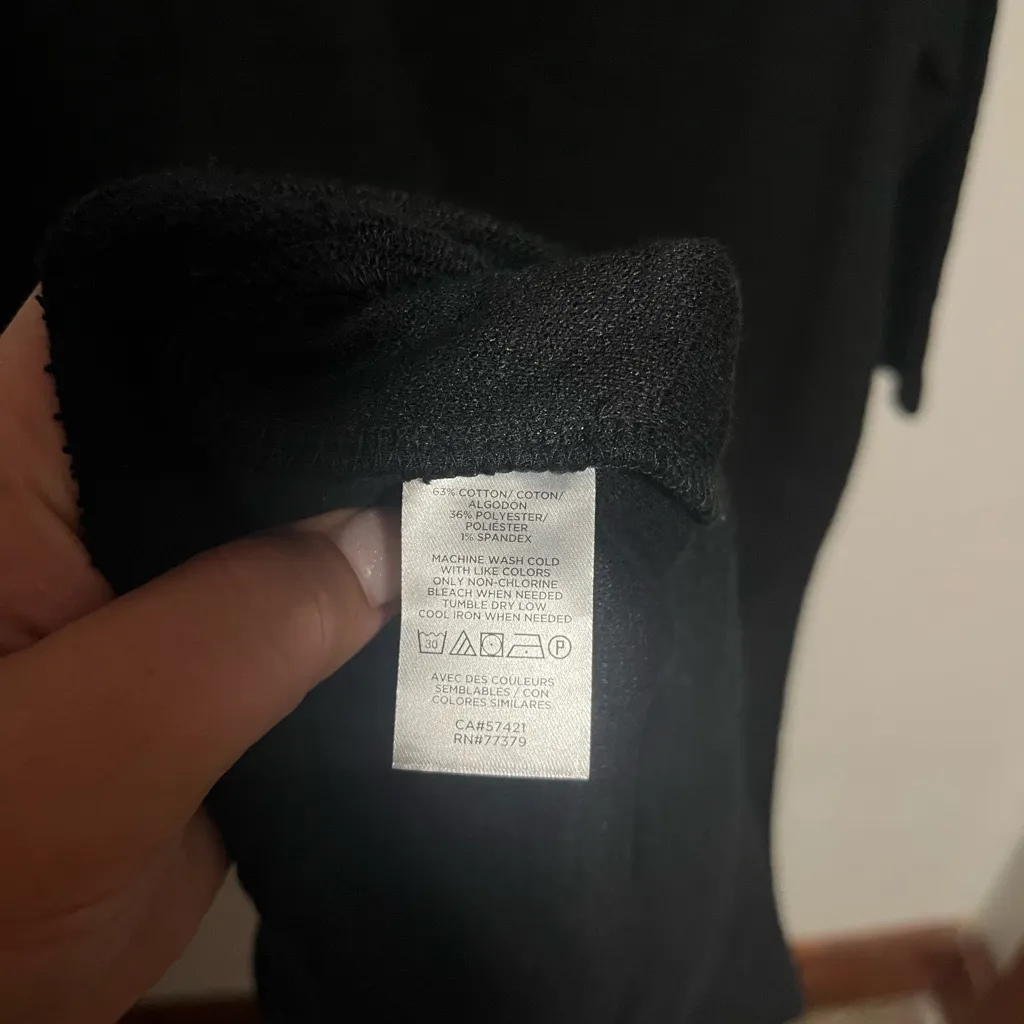 63% COTTON/ COTON/
ALGODÓN
36% POLYESTER/
POLIÉSTER
1% SPANDEX
MACHINE WASH COLD
WITH LIKE COLORS
ONLY NON-CHLORINE
BLEACH WHEN NEEDED
TUMBLE DRY LOW
COOL IRON WHEN NEEDED
30 P
AVEC DES COULEURS
SEMBLABLES / CON
COLORES SIMILARES
CA#57421
RN#77379